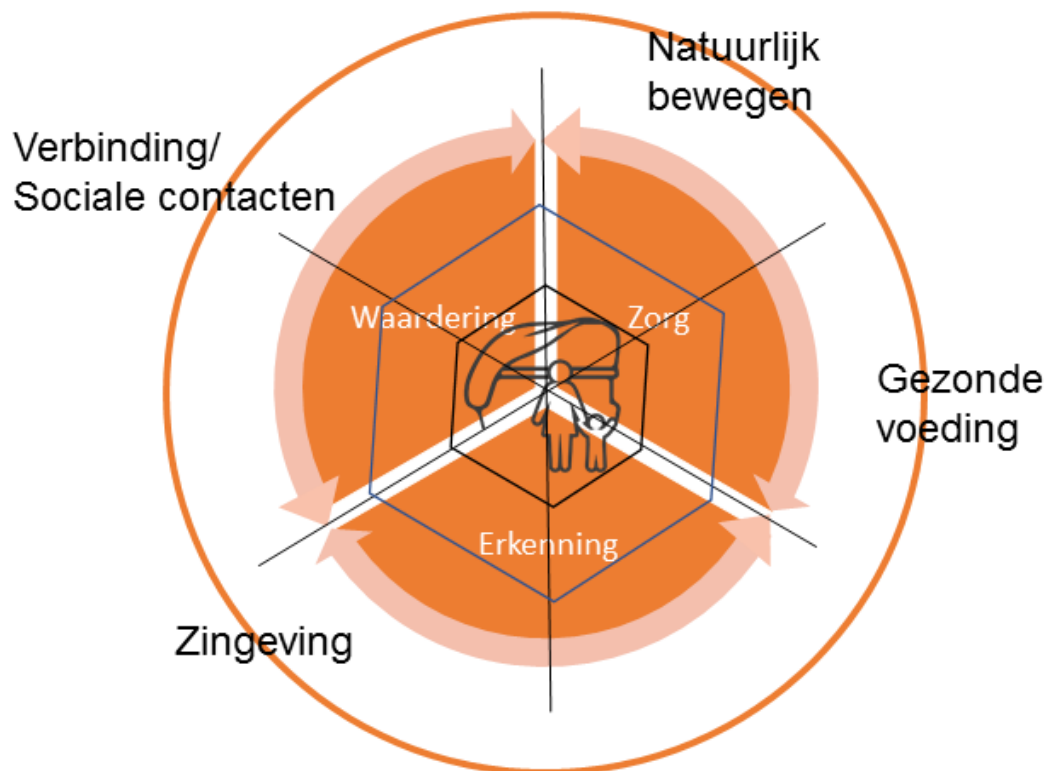 Natuurlijk
bewegen
Verbinding/
Sociale contacten
Waardering
Zorg
Gezonde
voeding
Erkenning
Zingeving